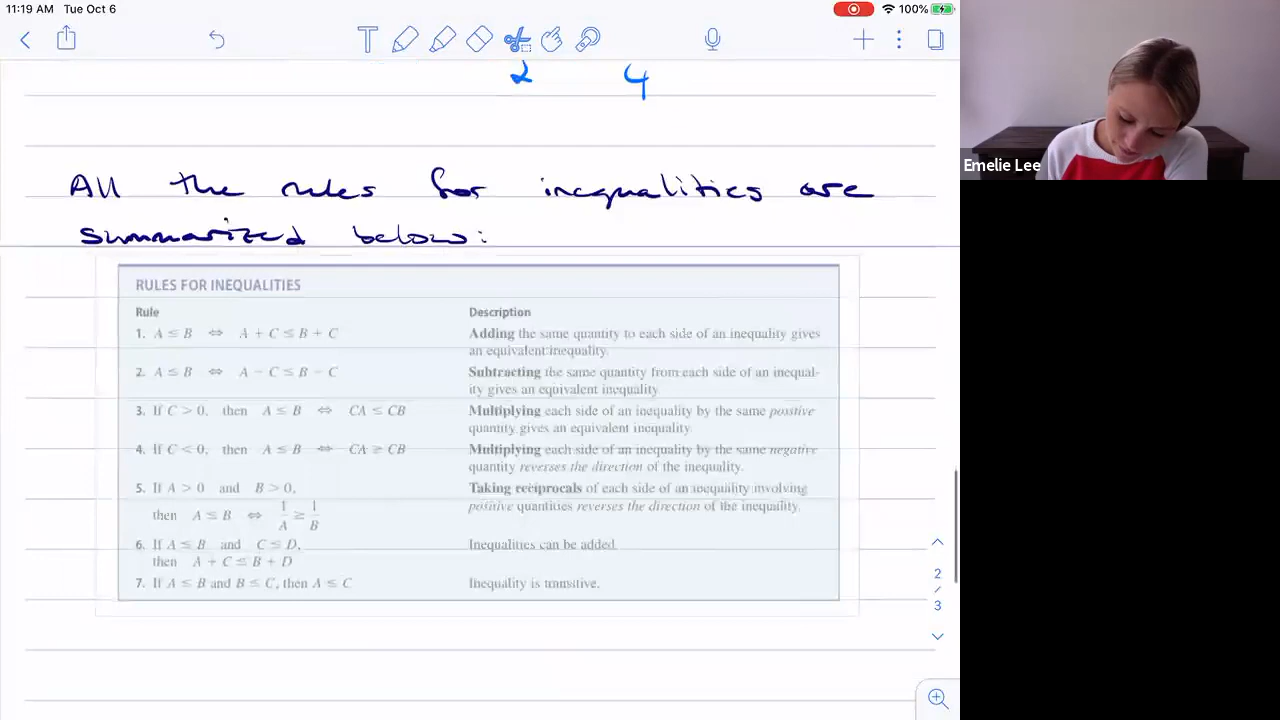 11:19 AM Tue Oct 6
100%
2 4
All the rules for inequalities are
summarized below:
RULES FOR INEQUALITIES
Rule Description
1. A ≤ B ⇔ A + C ≤ B + C Adding the same quantity to each side of an inequality gives
an equivalent inequality.
2. A ≤ B ⇔ A − C ≤ B − C Subtracting the same quantity from each side of an inequal-
ity gives an equivalent inequality.
3. If C > 0, then A ≤ B ⇔ CA ≤ CB Multiplying each side of an inequality by the same positive
quantity gives an equivalent inequality.
4. If C < 0, then A ≤ B ⇔ CA ≥ CB Multiplying each side of an inequality by the same negative
quantity reverses the direction of the inequality.
5. If A > 0 and B > 0, Taking reciprocals of each side of an inequality involving
then A ≤ B ⇔ 1/A ≥ 1/B positive quantities reverses the direction of the inequality.
6. If A ≤ B and C ≤ D, Inequalities can be added.
then A + C ≤ B + D
7. If A ≤ B and B ≤ C, then A ≤ C Inequality is transitive.
2
/
3
Emelie Lee